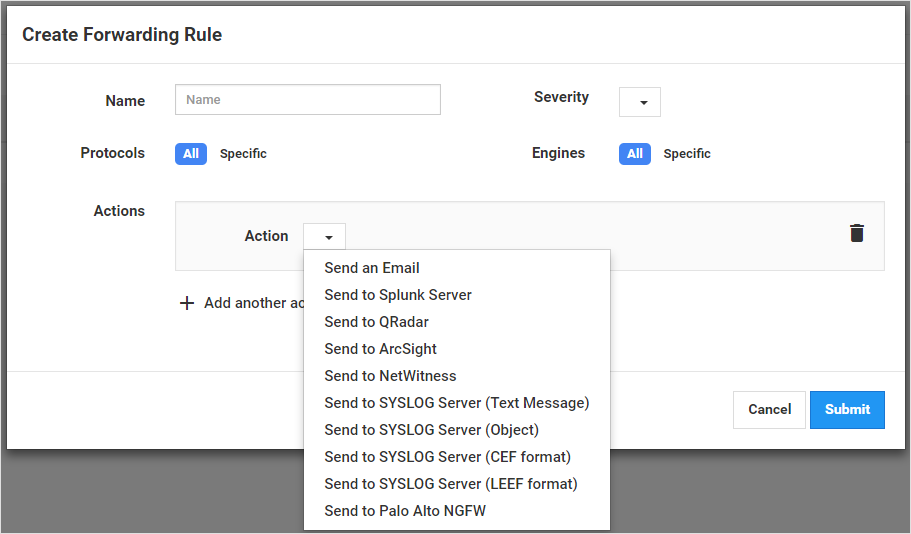 Create Forwarding Rule
Name Name Severity
Protocols All Specific Engines All Specific
Actions
Action
Send an Email
Send to Splunk Server
Add another
Send to QRadar
Send to ArcSight
Send to NetWitness
Send to SYSLOG Server (Text Message)
Send to SYSLOG Server (Object)
Send to SYSLOG Server (CEF format)
Send to SYSLOG Server (LEEF format)
Send to Palo Alto NGFW
Cancel Submit